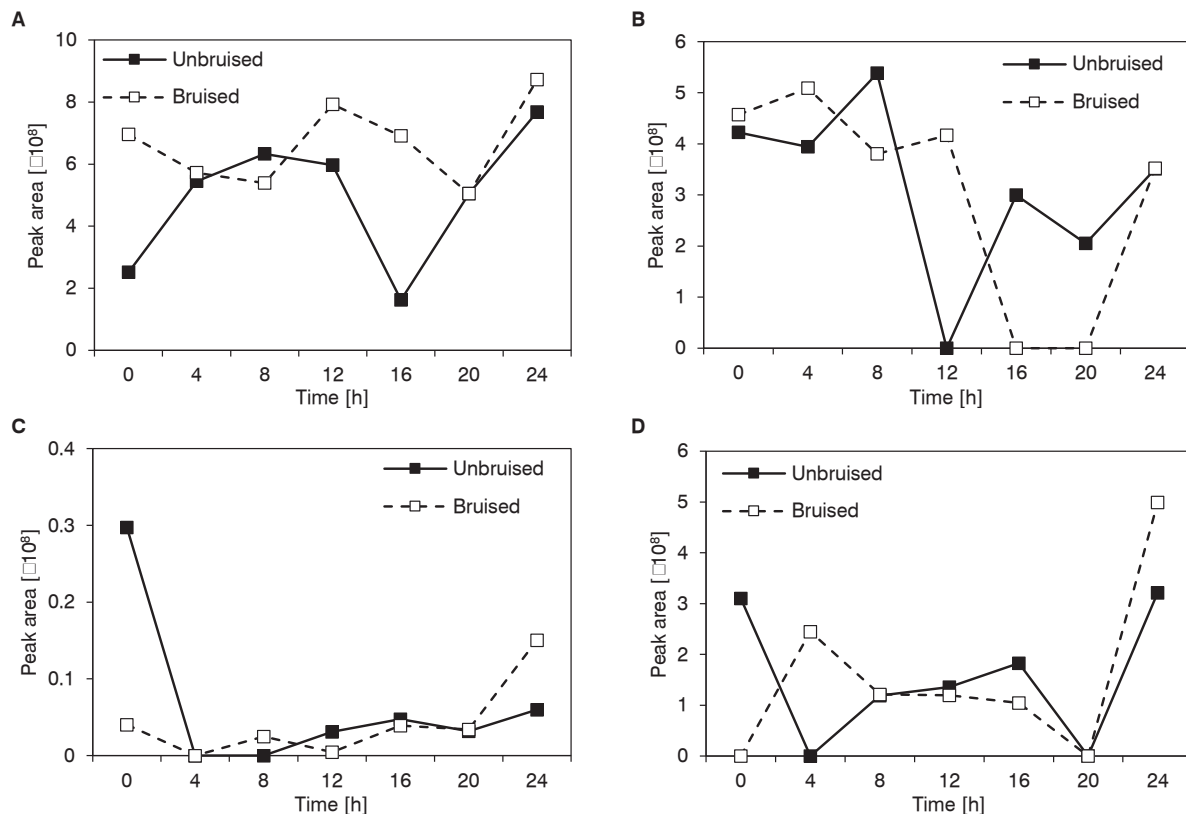 A
10
8
6
4
2
0
Unbruised
Bruised
Peak area [□10⁸]
0 4 8 12 16 20 24
Time [h]
B
6
5
4
3
2
1
0
Unbruised
Bruised
Peak area [□10⁸]
0 4 8 12 16 20 24
Time [h]
C
0.4
0.3
0.2
0.1
0
Unbruised
Bruised
Peak area [□10⁸]
0 4 8 12 16 20 24
Time [h]
D
6
5
4
3
2
1
0
Unbruised
Bruised
Peak area [□10⁸]
0 4 8 12 16 20 24
Time [h]